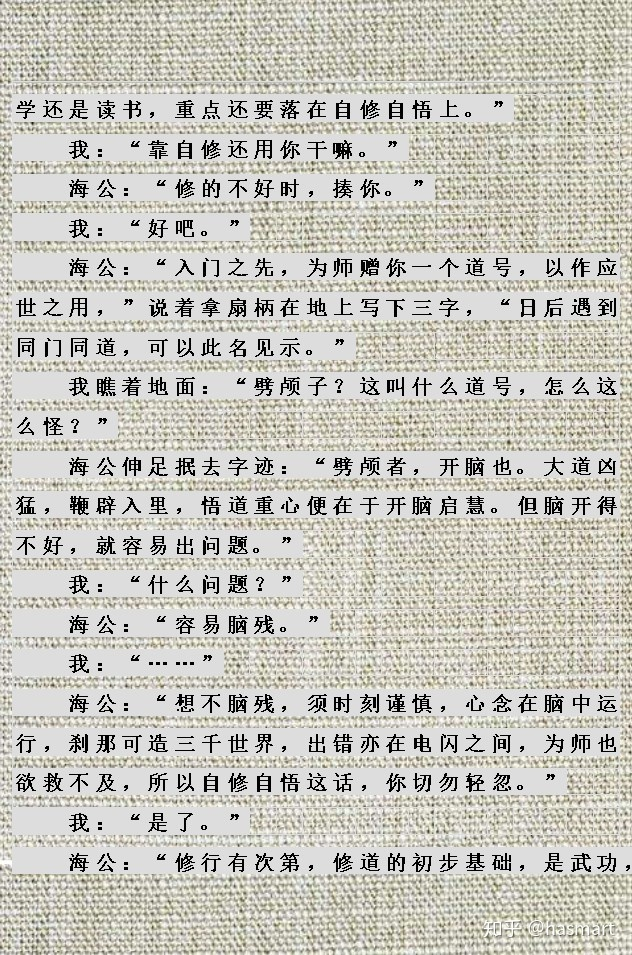 学还是读书，重点还要落在自修自悟上。”
我：“靠自修还用你干嘛。”
海公：“修的不好时，揍你。”
我：“好吧。”
海公：“入门之先，为师赠你一个道号，以作应
世之用，”说着拿扇柄在地上写下三字，“日后遇到
同门同道，可以此名见示。”
我瞧着地面：“劈颅子？这叫什么道号，怎么这
么怪？”
海公伸足抿去字迹：“劈颅者，开脑也。大道凶
猛，鞭辟入里，悟道重心便在于开脑启慧。但脑开得
不好，就容易出问题。”
我：“什么问题？”
海公：“容易脑残。”
我：“……”
海公：“想不脑残，须时刻谨慎，心念在脑中运
行，刹那可造三千世界，出错亦在电闪之间，为师也
欲救不及，所以自修自悟这话，你切勿轻忽。”
我：“是了。”
海公：“修行有次第，修道的初步基础，是武功，
知乎 @hasmart